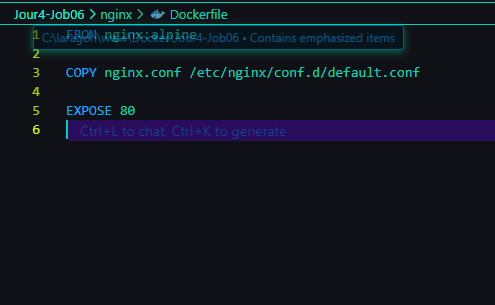 Jour4-Job06 > nginx > Dockerfile
1 FROM nginx:alpine
C:\laragon\www\Docker\Jour4-Job06 • Contains emphasized items
2
3 COPY nginx.conf /etc/nginx/conf.d/default.conf
4
5 EXPOSE 80
6 Ctrl+L to chat, Ctrl+K to generate